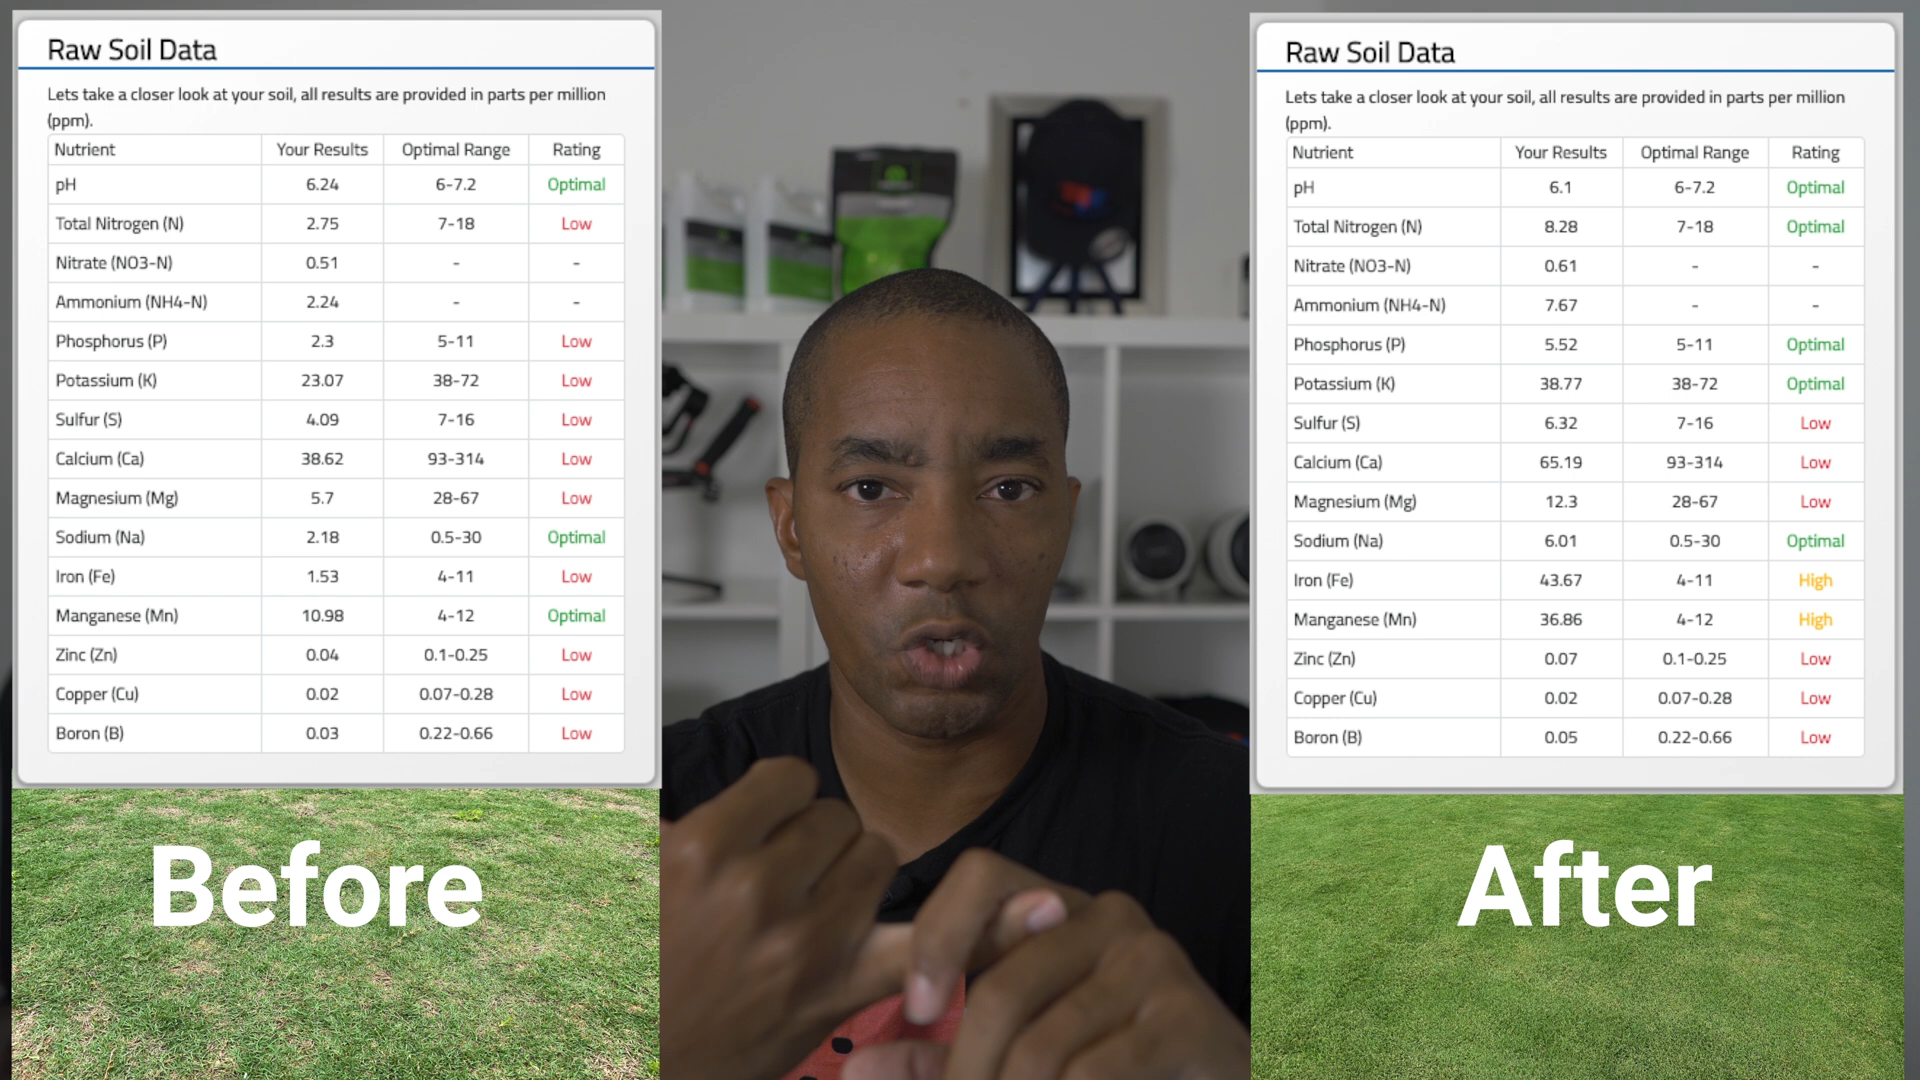 Raw Soil Data
Lets take a closer look at your soil, all results are provided in parts per million
(ppm).
Nutrient Your Results Optimal Range Rating
pH 6.24 6-7.2 Optimal
Total Nitrogen (N) 2.75 7-18 Low
Nitrate (NO3-N) 0.51 - -
Ammonium (NH4-N) 2.24 - -
Phosphorus (P) 2.3 5-11 Low
Potassium (K) 23.07 38-72 Low
Sulfur (S) 4.09 7-16 Low
Calcium (Ca) 38.62 93-314 Low
Magnesium (Mg) 5.7 28-67 Low
Sodium (Na) 2.18 0.5-30 Optimal
Iron (Fe) 1.53 4-11 Low
Manganese (Mn) 10.98 4-12 Optimal
Zinc (Zn) 0.04 0.1-0.25 Low
Copper (Cu) 0.02 0.07-0.28 Low
Boron (B) 0.03 0.22-0.66 Low
Before
Raw Soil Data
Lets take a closer look at your soil, all results are provided in parts per million
(ppm).
Nutrient Your Results Optimal Range Rating
pH 6.1 6-7.2 Optimal
Total Nitrogen (N) 8.28 7-18 Optimal
Nitrate (NO3-N) 0.61 - -
Ammonium (NH4-N) 7.67 - -
Phosphorus (P) 5.52 5-11 Optimal
Potassium (K) 38.77 38-72 Optimal
Sulfur (S) 6.32 7-16 Low
Calcium (Ca) 65.19 93-314 Low
Magnesium (Mg) 12.3 28-67 Low
Sodium (Na) 6.01 0.5-30 Optimal
Iron (Fe) 43.67 4-11 High
Manganese (Mn) 36.86 4-12 High
Zinc (Zn) 0.07 0.1-0.25 Low
Copper (Cu) 0.02 0.07-0.28 Low
Boron (B) 0.05 0.22-0.66 Low
After